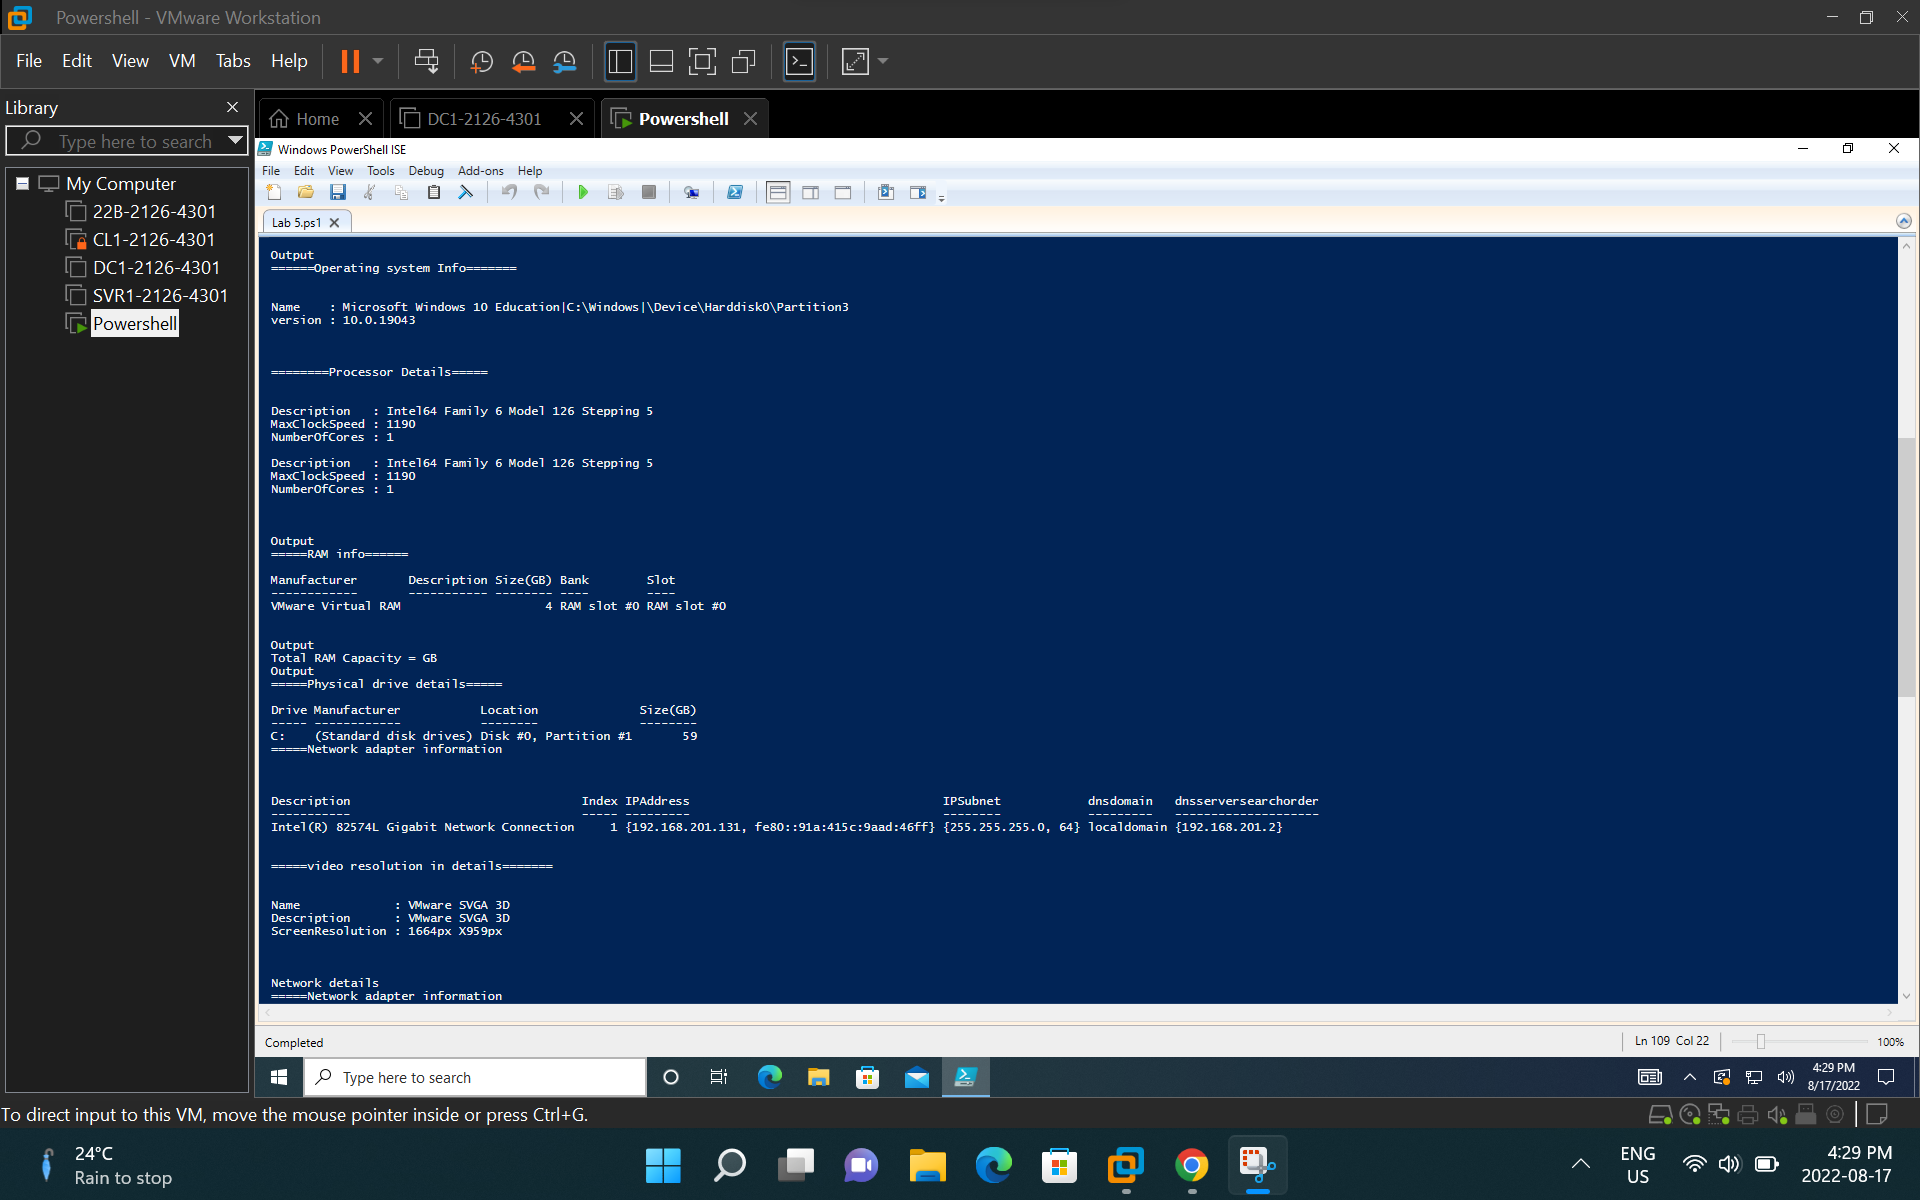 Powershell - VMware Workstation
File Edit View VM Tabs Help
Library
Type here to search
My Computer
22B-2126-4301
CL1-2126-4301
DC1-2126-4301
SVR1-2126-4301
Powershell
Home DC1-2126-4301 Powershell
Windows PowerShell ISE
File Edit View Tools Debug Add-ons Help
Lab 5.ps1
Output
======Operating system Info=======
Name    : Microsoft Windows 10 Education|C:\Windows|\Device\Harddisk0\Partition3
version : 10.0.19043
========Processor Details=====
Description   : Intel64 Family 6 Model 126 Stepping 5
MaxClockSpeed : 1190
NumberOfCores : 1
Description   : Intel64 Family 6 Model 126 Stepping 5
MaxClockSpeed : 1190
NumberOfCores : 1
Output
=====RAM info======
Manufacturer       Description Size(GB) Bank        Slot
------------       ----------- -------- ----        ----
VMware Virtual RAM                    4 RAM slot #0 RAM slot #0
Output
Total RAM Capacity = GB
Output
=====Physical drive details=====
Drive Manufacturer           Location              Size(GB)
----- ------------           --------              --------
C:    (Standard disk drives) Disk #0, Partition #1       59
=====Network adapter information
Description                                Index IPAddress                                   IPSubnet            dnsdomain   dnsserversearchorder
-----------                                ----- ---------                                   --------            ---------   --------------------
Intel(R) 82574L Gigabit Network Connection     1 {192.168.201.131, fe80::91a:415c:9aad:46ff} {255.255.255.0, 64} localdomain {192.168.201.2}
=====video resolution in details=======
Name             : VMware SVGA 3D
Description      : VMware SVGA 3D
ScreenResolution : 1664px X959px
Network details
=====Network adapter information
Completed
Ln 109 Col 22
100%
Type here to search
4:29 PM
8/17/2022
To direct input to this VM, move the mouse pointer inside or press Ctrl+G.
24°C
Rain to stop
ENG
US
4:29 PM
2022-08-17